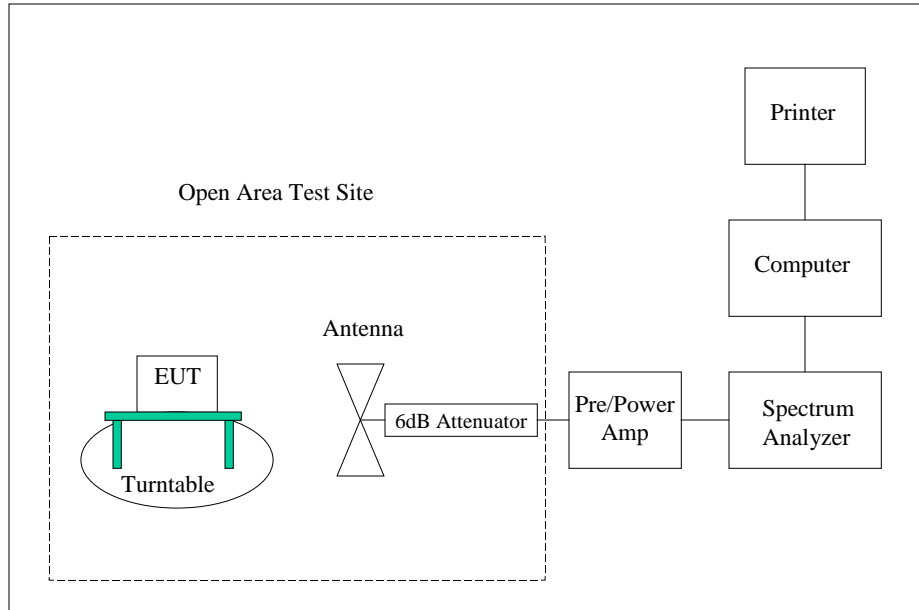 Printer
Open Area Test Site
Computer
Antenna
EUT
6dB Attenuator
Pre/Power
Amp
Spectrum
Analyzer
Turntable